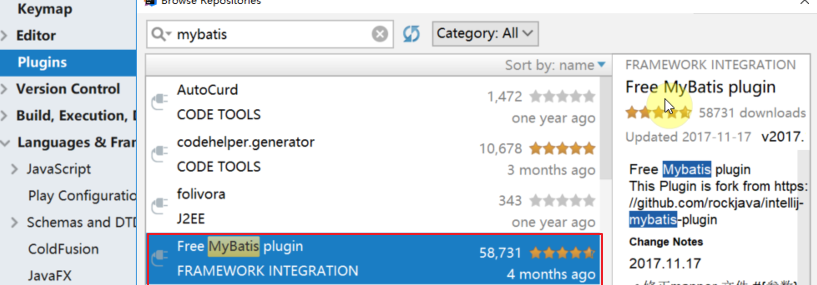 Keymap
Editor
Plugins
Version Control
Build, Execution,
Languages & Fra
JavaScript
Play Configuratio
Schemas and DTD
ColdFusion
JavaFX
Browse Repositories
mybatis
Category: All
Sort by: name
AutoCurd
1,472
CODE TOOLS
one year ago
codehelper.generator
10,678
CODE TOOLS
3 months ago
folivora
343
J2EE
one year ago
Free MyBatis plugin
58,731
FRAMEWORK INTEGRATION
4 months ago
FRAMEWORK INTEGRATION
Free MyBatis plugin
58731 downloads
Updated 2017-11-17 v2017.
Free Mybatis plugin
This Plugin is fork from https:
//github.com/rockjava/intellij-
mybatis-plugin
Change Notes
2017.11.17